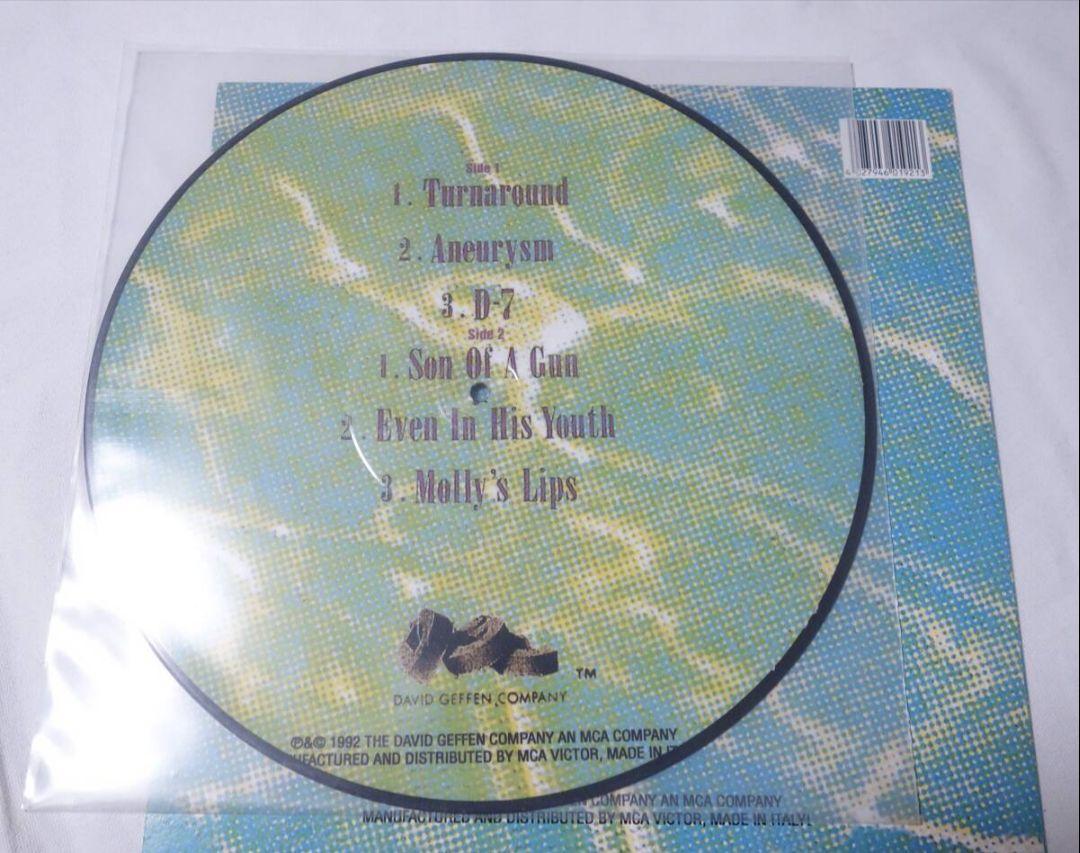 Side 1
1. Turnaround
2. Aneurysm
3. D-7
Side 2
1. Son Of A Gun
2. Even In His Youth
3. Molly's Lips
TM
DAVID GEFFEN COMPANY
℗&© 1992 THE DAVID GEFFEN COMPANY AN MCA COMPANY
AND DISTRIBUTED BY MCA VICTOR, MADE IN
COMPANY AN MCA COMPANY
MANUFACTURED AND DISTRIBUTED BY MCA VICTOR, MADE IN ITALY!